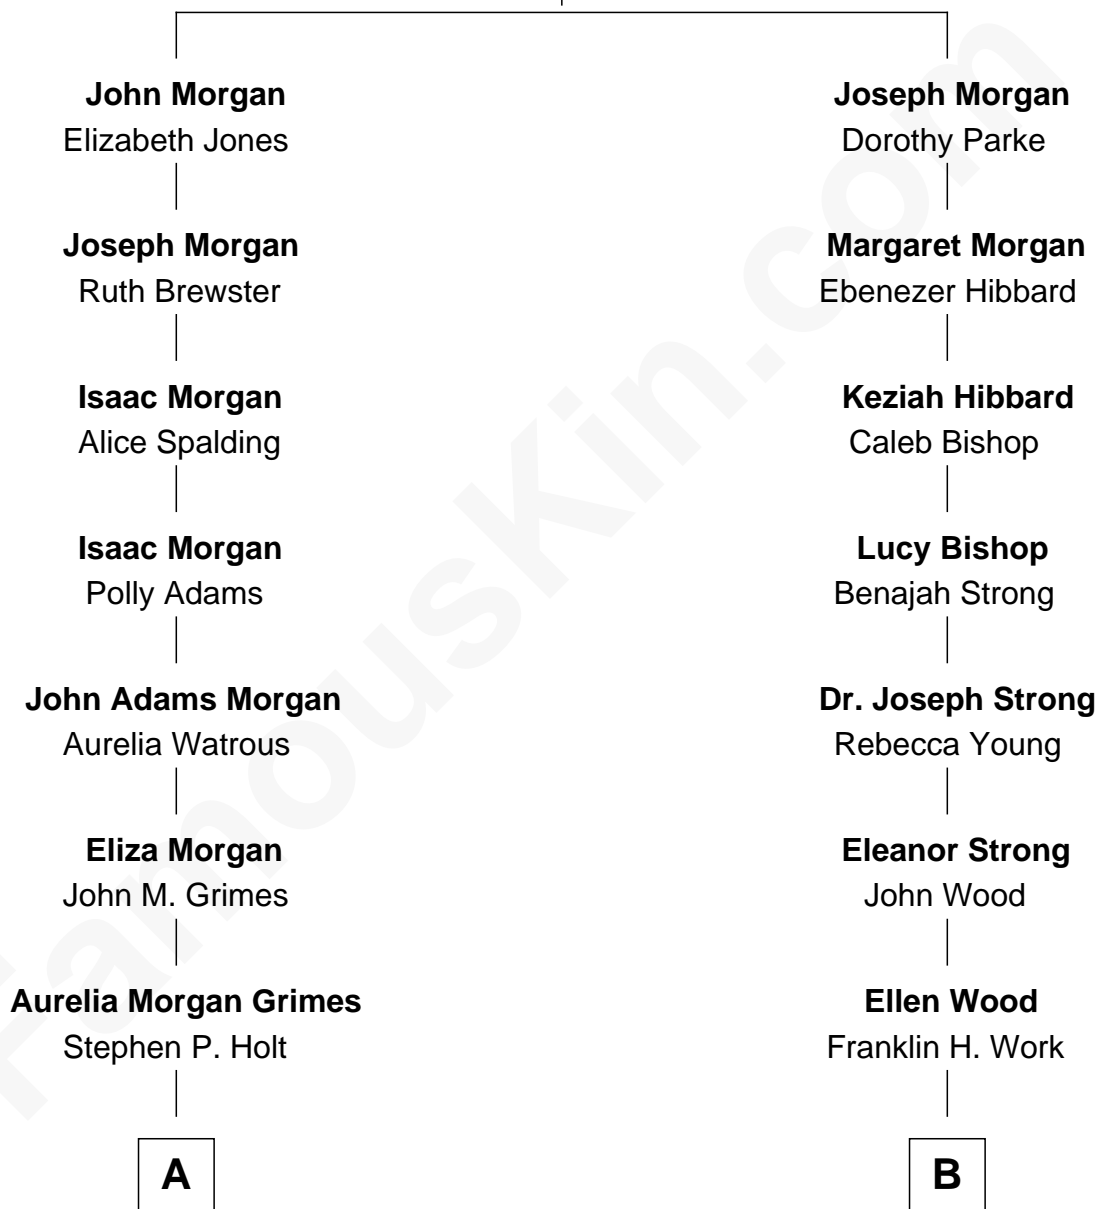 John Morgan
Elizabeth Jones
Joseph Morgan
Ruth Brewster
Isaac Morgan
Alice Spalding
Isaac Morgan
Polly Adams
John Adams Morgan
Aurelia Watrous
Eliza Morgan
John M. Grimes
Aurelia Morgan Grimes
Stephen P. Holt
A
Joseph Morgan
Dorothy Parke
Margaret Morgan
Ebenezer Hibbard
Keziah Hibbard
Caleb Bishop
Lucy Bishop
Benajah Strong
Dr. Joseph Strong
Rebecca Young
Eleanor Strong
John Wood
Ellen Wood
Franklin H. Work
B
FamousKin.com